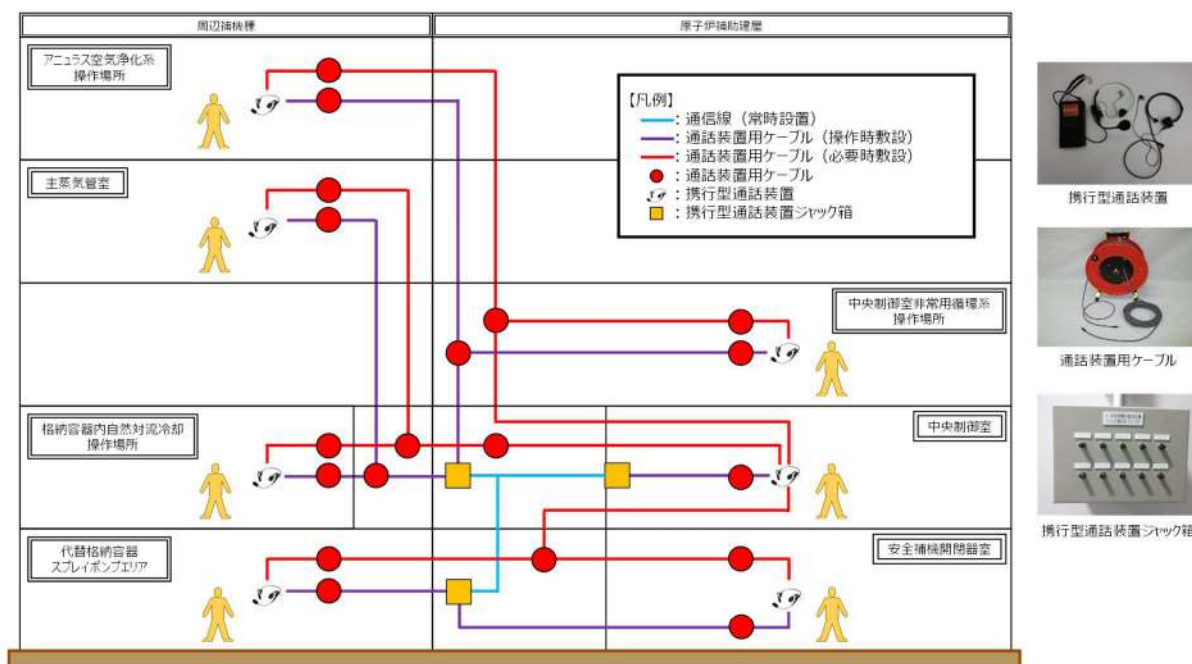 周辺補機棟
原子炉補助建屋
アニュラス空気浄化系
操作場所
【凡例】
：通信線（常時設置）
：通話装置用ケーブル（操作時敷設）
：通話装置用ケーブル（必要時敷設）
：通話装置用ケーブル
：携行型通話装置
：携行型通話装置ジャック箱
主蒸気管室
中央制御室非常用循環系
操作場所
格納容器内自然対流冷却
操作場所
中央制御室
代替格納容器
スプレイポンプエリア
安全補機開閉器室
携行型通話装置
通話装置用ケーブル
携行型通話装置ジャック箱